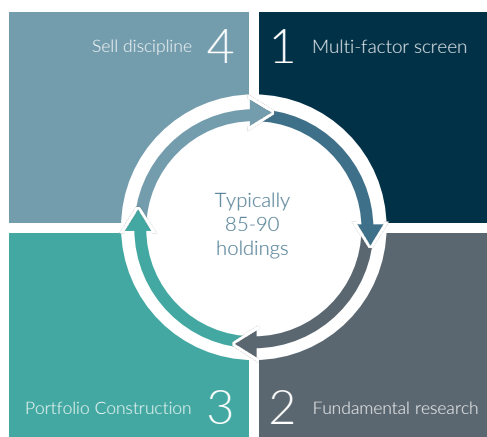 Sell discipline 4
1 Multi-factor screen
Typically
85-90
holdings
Portfolio Construction 3
2 Fundamental research